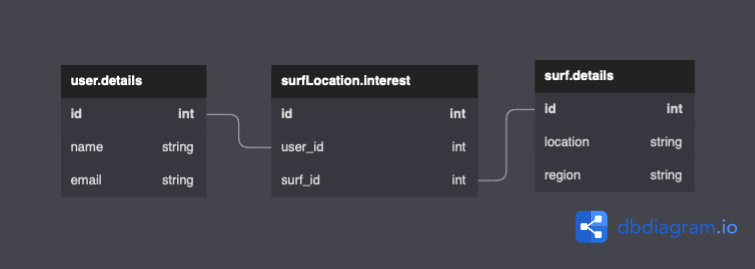 user.details
id int
name string
email string
surfLocation.interest
id int
user_id int
surf_id int
surf.details
id int
location string
region string
dbdiagram.io